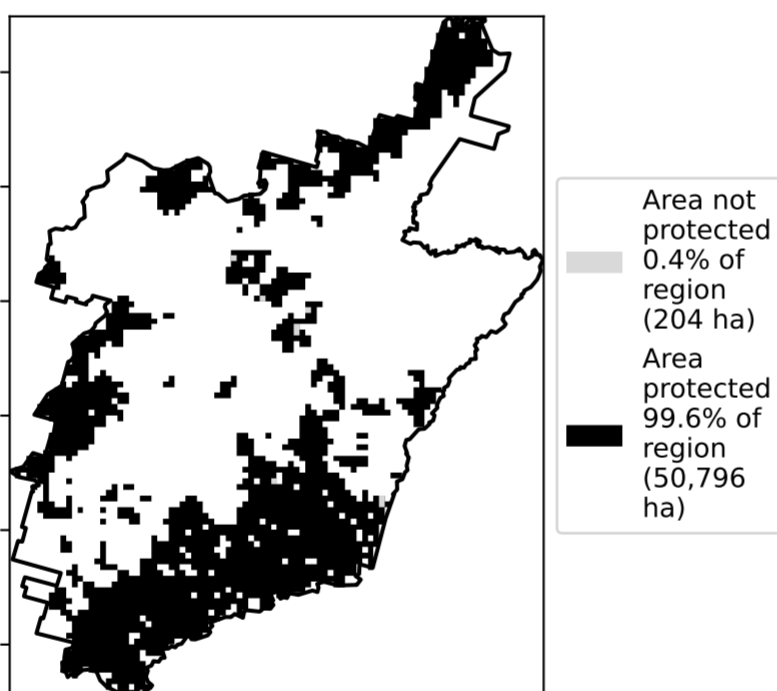 Area not
protected
0.4% of
region
(204 ha)
Area
protected
99.6% of
region
(50,796
ha)